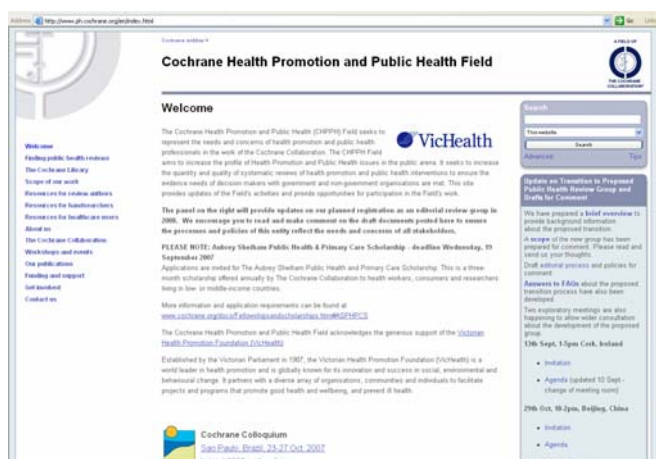 Address http://www.ph.cochrane.org/en/index.html
Go
Cochrane entities >
Cochrane Health Promotion and Public Health Field
A FIELD OF
THE COCHRANE
COLLABORATION®
Welcome
Finding public health reviews
The Cochrane Library
Scope of our work
Resources for review authors
Resources for handsearchers
Resources for healthcare users
About us
The Cochrane Collaboration
Workshops and events
Our publications
Funding and support
Get involved
Contact us
Welcome
The Cochrane Health Promotion and Public Health (CHPPH) Field seeks to
represent the needs and concerns of health promotion and public health
professionals in the work of the Cochrane Collaboration. The CHPPH Field
aims to increase the profile of Health Promotion and Public Health issues in the public arena. It seeks to increase
the quantity and quality of systematic reviews of health promotion and public health interventions to ensure the
evidence needs of decision makers with government and non-government organisations are met. This site
provides updates of the Field's activities and provides opportunities for participation in the Field's work.
VicHealth
The panel on the right will provide updates on our planned registration as an editorial review group in
2008. We encourage you to read and make comment on the draft documents posted here to ensure
the processes and policies of this entity reflect the needs and concerns of all stakeholders.
PLEASE NOTE: Aubrey Sheiham Public Health & Primary Care Scholarship - deadline Wednesday, 19
September 2007
Applications are invited for The Aubrey Sheiham Public Health and Primary Care Scholarship. This is a three-
month scholarship offered annually by The Cochrane Collaboration to health workers, consumers and researchers
living in low- or middle-income countries.
More information and application requirements can be found at
www.cochrane.org/docs/Fellowshipsandscholarships.htm#ASPHPCS
The Cochrane Health Promotion and Public Health Field acknowledges the generous support of the Victorian
Health Promotion Foundation (VicHealth)
Established by the Victorian Parliament in 1987, the Victorian Health Promotion Foundation (VicHealth) is a
world leader in health promotion and is globally known for its innovation and success in social, environmental and
behavioural change. It partners with a diverse array of organisations, communities and individuals to facilitate
projects and programs that promote good health and wellbeing, and prevent ill health.
Cochrane Colloquium
Sao Paulo, Brazil, 23-27 Oct, 2007
Search
This website
Search
Advanced
Tips
Update on Transition to Proposed
Public Health Review Group and
Drafts for Comment
We have prepared a brief overview to
provide background information
about the proposed transition.
A scope of the new group has been
prepared for comment. Please read and
send us your thoughts.
Draft editorial process and policies for
comment
Answers to FAQs about the proposed
transition process have also been
developed
Two exploratory meetings are also
happening to allow wider consultation
about the development of the proposed
group.
13th Sept, 1-5pm Cork, Ireland
• Invitation
• Agenda (updated 10 Sept -
change of meeting room)
29th Oct, 10-2pm, Beijing, China
• Invitation
• Agenda